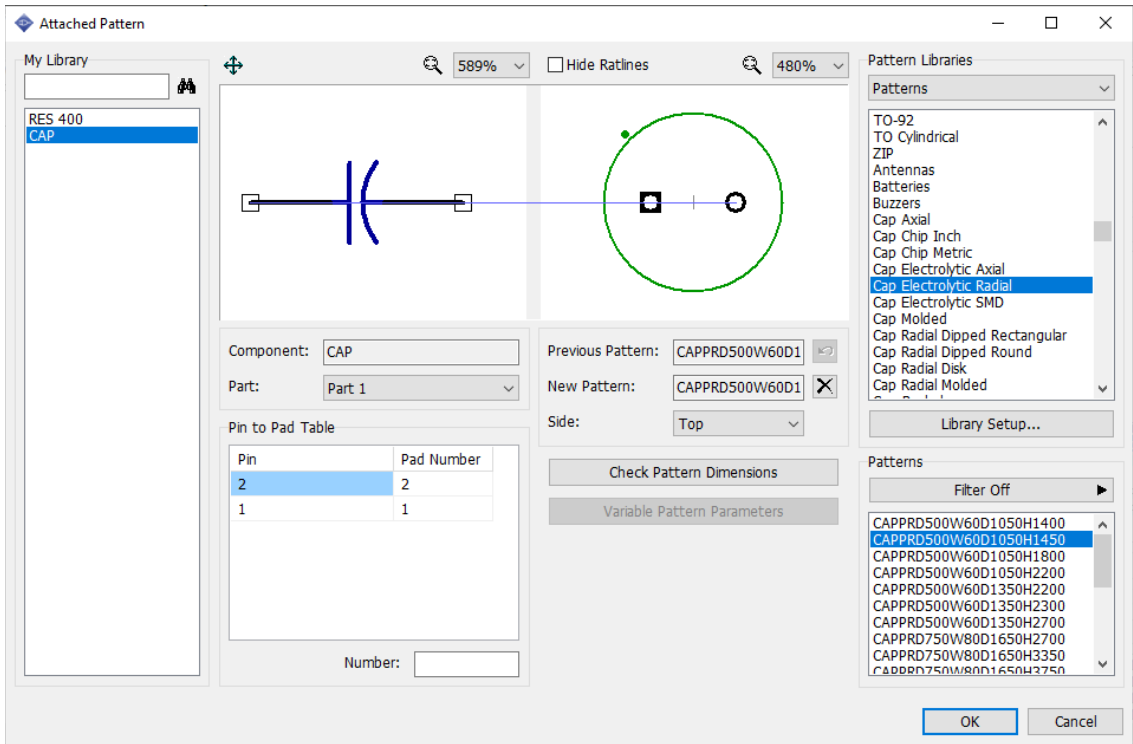 Attached Pattern
My Library
RES 400
CAP
589%
Hide Ratlines
480%
Component: CAP
Part: Part 1
Pin to Pad Table
Pin Pad Number
2 2
1 1
Number:
Previous Pattern: CAPPRD500W60D1
New Pattern: CAPPRD500W60D1
Side: Top
Check Pattern Dimensions
Variable Pattern Parameters
Pattern Libraries
Patterns
TO-92
TO Cylindrical
ZIP
Antennas
Batteries
Buzzers
Cap Axial
Cap Chip Inch
Cap Chip Metric
Cap Electrolytic Axial
Cap Electrolytic Radial
Cap Electrolytic SMD
Cap Molded
Cap Radial Dipped Rectangular
Cap Radial Dipped Round
Cap Radial Disk
Cap Radial Molded
Library Setup...
Patterns
Filter Off
CAPPRD500W60D1050H1400
CAPPRD500W60D1050H1450
CAPPRD500W60D1050H1800
CAPPRD500W60D1050H2200
CAPPRD500W60D1350H2200
CAPPRD500W60D1350H2300
CAPPRD500W60D1350H2700
CAPPRD750W80D1650H2700
CAPPRD750W80D1650H3350
CAPPRD750W80D1650H3750
OK
Cancel